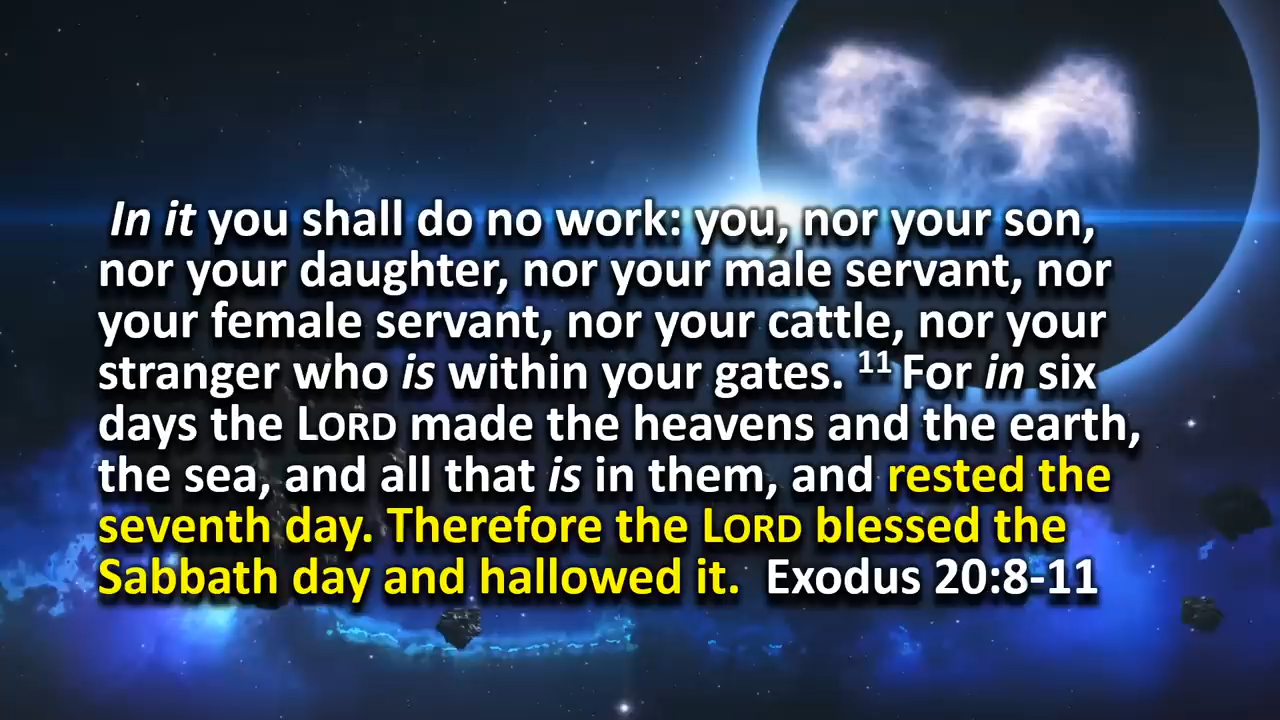 In it you shall do no work: you, nor your son,
nor your daughter, nor your male servant, nor
your female servant, nor your cattle, nor your
stranger who is within your gates. 11 For in six
days the LORD made the heavens and the earth,
the sea, and all that is in them, and rested the
seventh day. Therefore the LORD blessed the
Sabbath day and hallowed it. Exodus 20:8-11